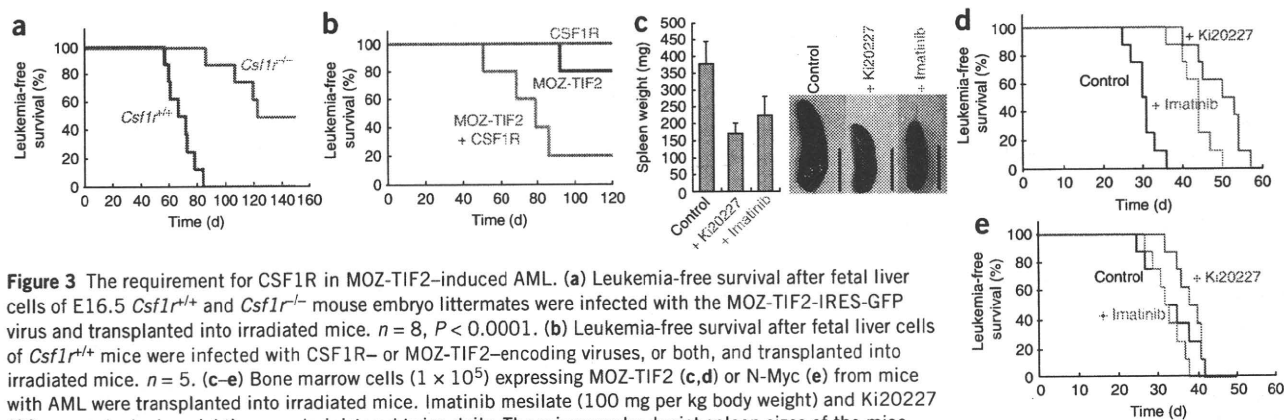 a
Leukemia-free survival (%)
100
80
60
40
20
0
Csf1r+/+
Csf1r–/–
0 20 40 60 80 100 120 140 160
Time (d)
b
Leukemia-free survival (%)
100
80
60
40
20
0
CSF1R
MOZ-TIF2
MOZ-TIF2
+ CSF1R
0 20 40 60 80 100 120
Time (d)
c
Spleen weight (mg)
500
450
400
350
300
250
200
150
100
50
0
Control
+ Ki20227
+ Imatinib
Control
+ Ki20227
+ Imatinib
d
Leukemia-free survival (%)
100
80
60
40
20
0
Control
+ Ki20227
+ Imatinib
0 10 20 30 40 50 60
Time (d)
e
Leukemia-free survival (%)
100
80
60
40
20
0
Control
+ Ki20227
+ Imatinib
0 10 20 30 40 50 60
Time (d)
Figure 3 The requirement for CSF1R in MOZ-TIF2–induced AML. (a) Leukemia-free survival after fetal liver
cells of E16.5 Csf1r+/+ and Csf1r–/– mouse embryo littermates were infected with the MOZ-TIF2-IRES-GFP
virus and transplanted into irradiated mice. n = 8, P < 0.0001. (b) Leukemia-free survival after fetal liver cells
of Csf1r+/+ mice were infected with CSF1R– or MOZ-TIF2–encoding viruses, or both, and transplanted into
irradiated mice. n = 5. (c–e) Bone marrow cells (1 × 10⁵) expressing MOZ-TIF2 (c,d) or N-Myc (e) from mice
with AML were transplanted into mice. Imatinib mesilate (100 mg per kg body weight) and Ki20227